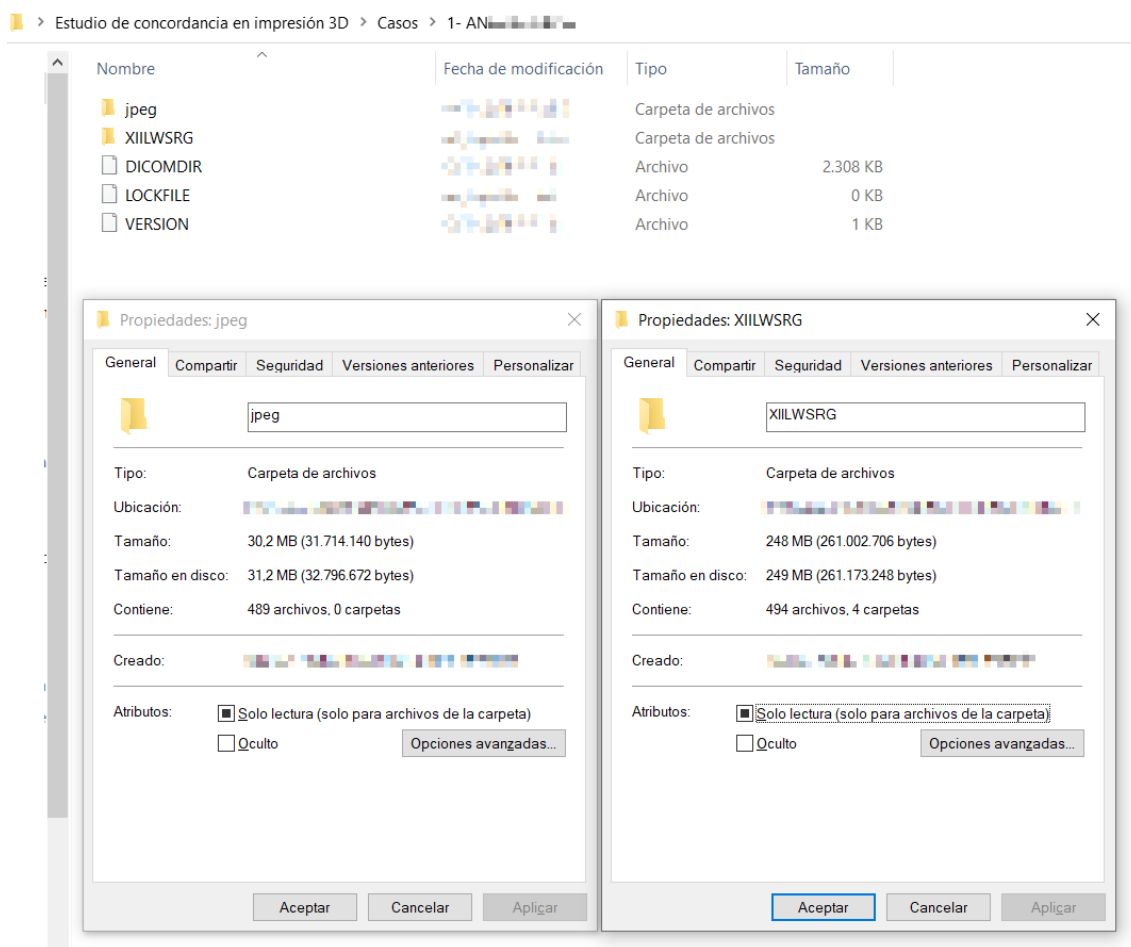 > Estudio de concordancia en impresión 3D > Casos > 1- AN
Nombre Fecha de modificación Tipo Tamaño
jpeg Carpeta de archivos
XIILWSRG Carpeta de archivos
DICOMDIR Archivo 2.308 KB
LOCKFILE Archivo 0 KB
VERSION Archivo 1 KB
Propiedades: jpeg
General Compartir Seguridad Versiones anteriores Personalizar
jpeg
Tipo: Carpeta de archivos
Ubicación:
Tamaño: 30,2 MB (31.714.140 bytes)
Tamaño en disco: 31,2 MB (32.796.672 bytes)
Contiene: 489 archivos, 0 carpetas
Creado:
Atributos: Solo lectura (solo para archivos de la carpeta)
Oculto Opciones avanzadas...
Aceptar Cancelar Aplicar
Propiedades: XIILWSRG
General Compartir Seguridad Versiones anteriores Personalizar
XIILWSRG
Tipo: Carpeta de archivos
Ubicación:
Tamaño: 248 MB (261.002.706 bytes)
Tamaño en disco: 249 MB (261.173.248 bytes)
Contiene: 494 archivos, 4 carpetas
Creado:
Atributos: Solo lectura (solo para archivos de la carpeta)
Oculto Opciones avanzadas...
Aceptar Cancelar Aplicar